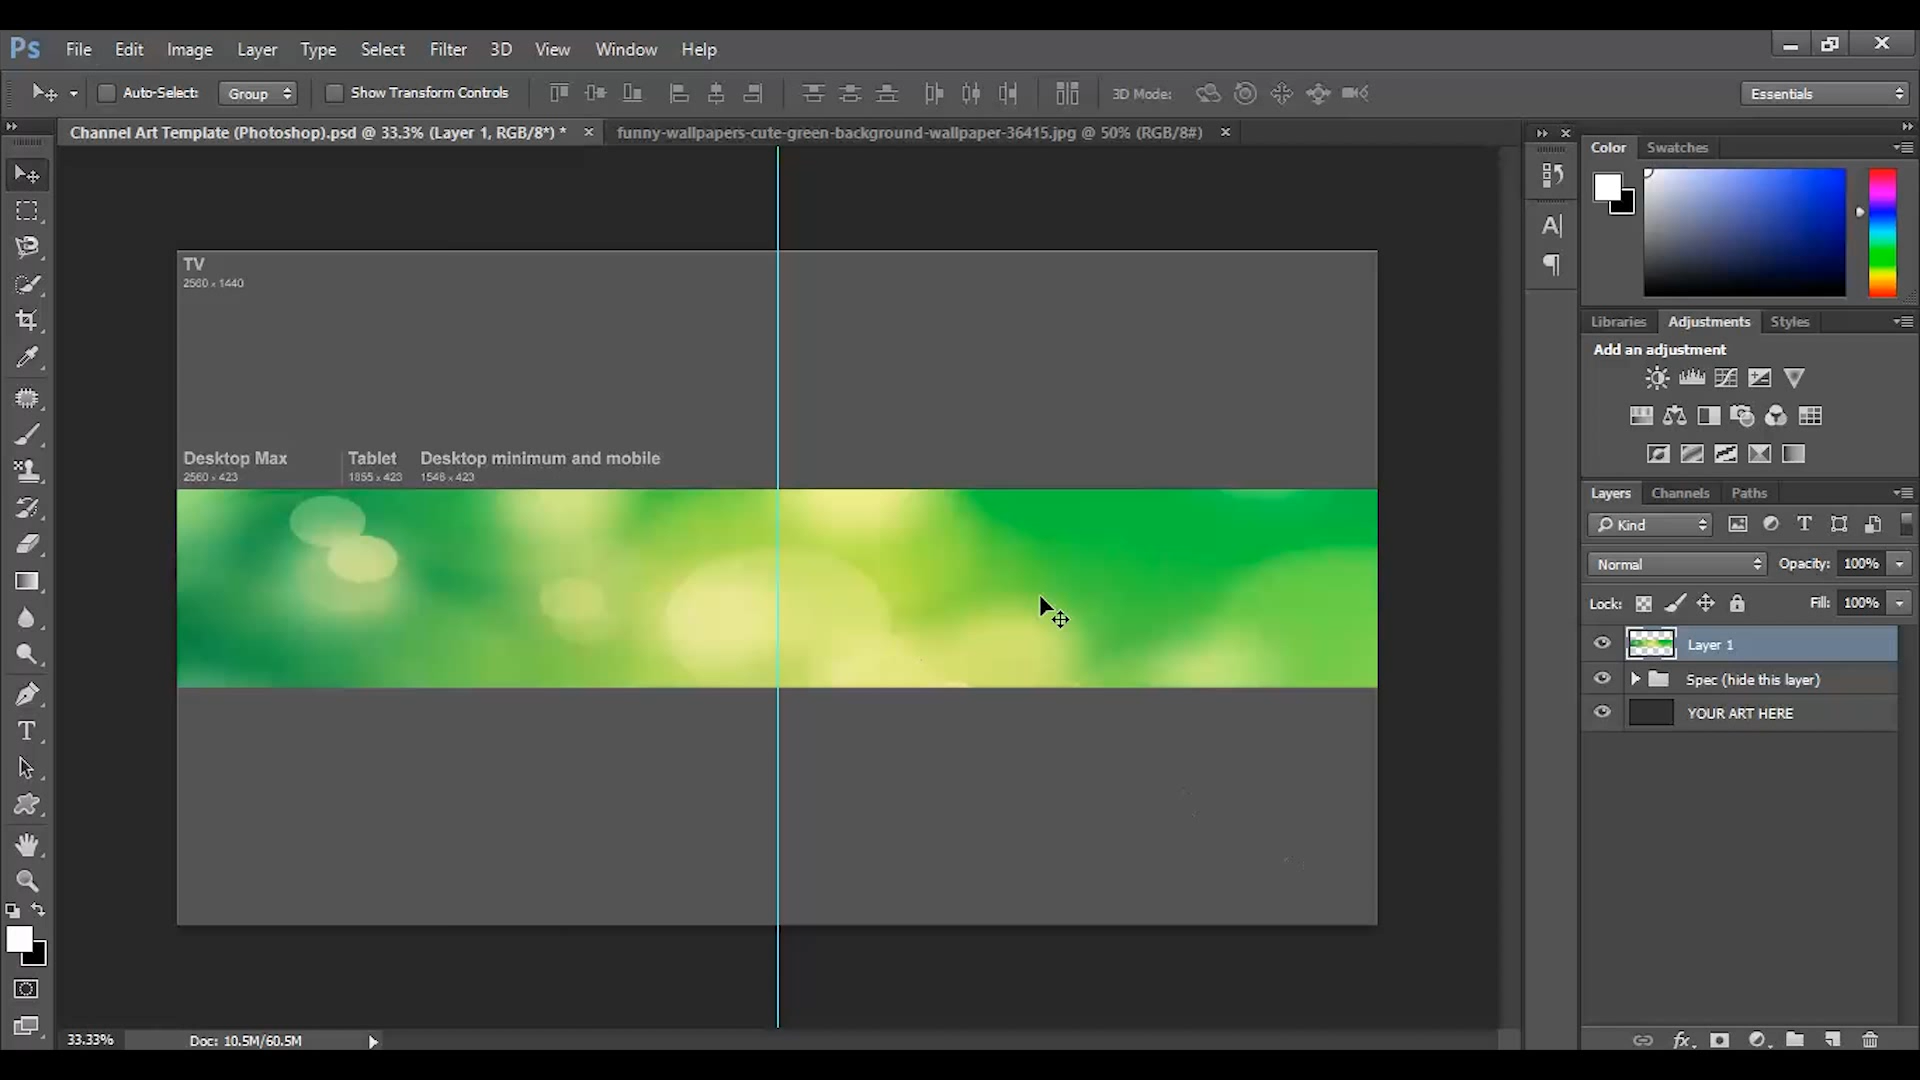 Ps File Edit Image Layer Type Select Filter 3D View Window Help
Auto-Select: Group Show Transform Controls 3D Mode: Essentials
Channel Art Template (Photoshop).psd @ 33.3% (Layer 1, RGB/8*) * funny-wallpapers-cute-green-background-wallpaper-36415.jpg @ 50% (RGB/8#)
Color Swatches
TV
2560 x 1440
Libraries Adjustments Styles
Add an adjustment
Desktop Max Tablet Desktop minimum and mobile
2560 x 423 1855 x 423 1546 x 423
Layers Channels Paths
Kind
Normal Opacity: 100%
Lock: Fill: 100%
Layer 1
Spec (hide this layer)
YOUR ART HERE
33.33% Doc: 10.5M/60.5M